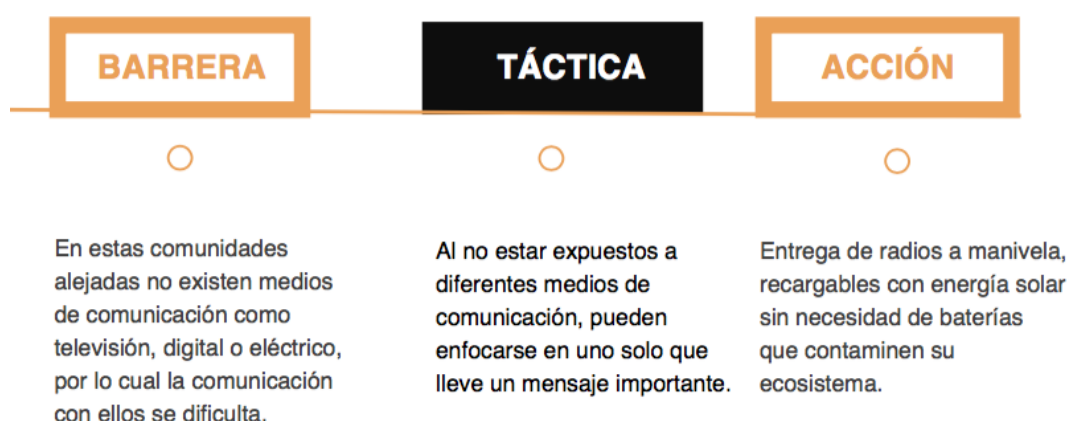 BARRERA
TÁCTICA
ACCIÓN
En estas comunidades
alejadas no existen medios
de comunicación como
televisión, digital o eléctrico,
por lo cual la comunicación
con ellos se dificulta.
Al no estar expuestos a
diferentes medios de
comunicación, pueden
enfocarse en uno solo que
lleve un mensaje importante.
Entrega de radios a manivela,
recargables con energía solar
sin necesidad de baterías
que contaminen su
ecosistema.